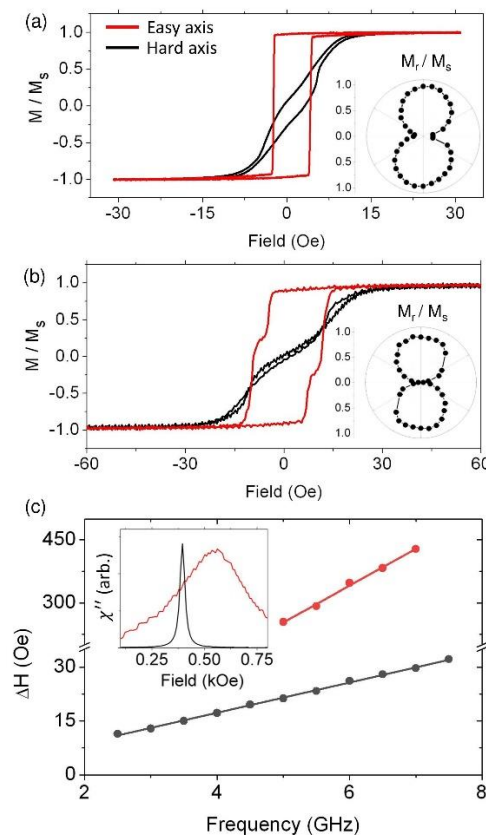 (a)
Easy axis
Hard axis
M / Ms
1.0
0.5
0.0
-0.5
-1.0
Mr / Ms
1.0
0.5
0.0
0.5
1.0
-30
-15
0
15
30
Field (Oe)
(b)
M / Ms
1.0
0.5
0.0
-0.5
-1.0
Mr / Ms
1.0
0.5
0.0
0.5
1.0
-60
-30
0
30
60
Field (Oe)
(c)
ΔH (Oe)
450
300
30
15
0
χ'' (arb.)
0.25
0.50
0.75
Field (kOe)
2
4
6
8
Frequency (GHz)